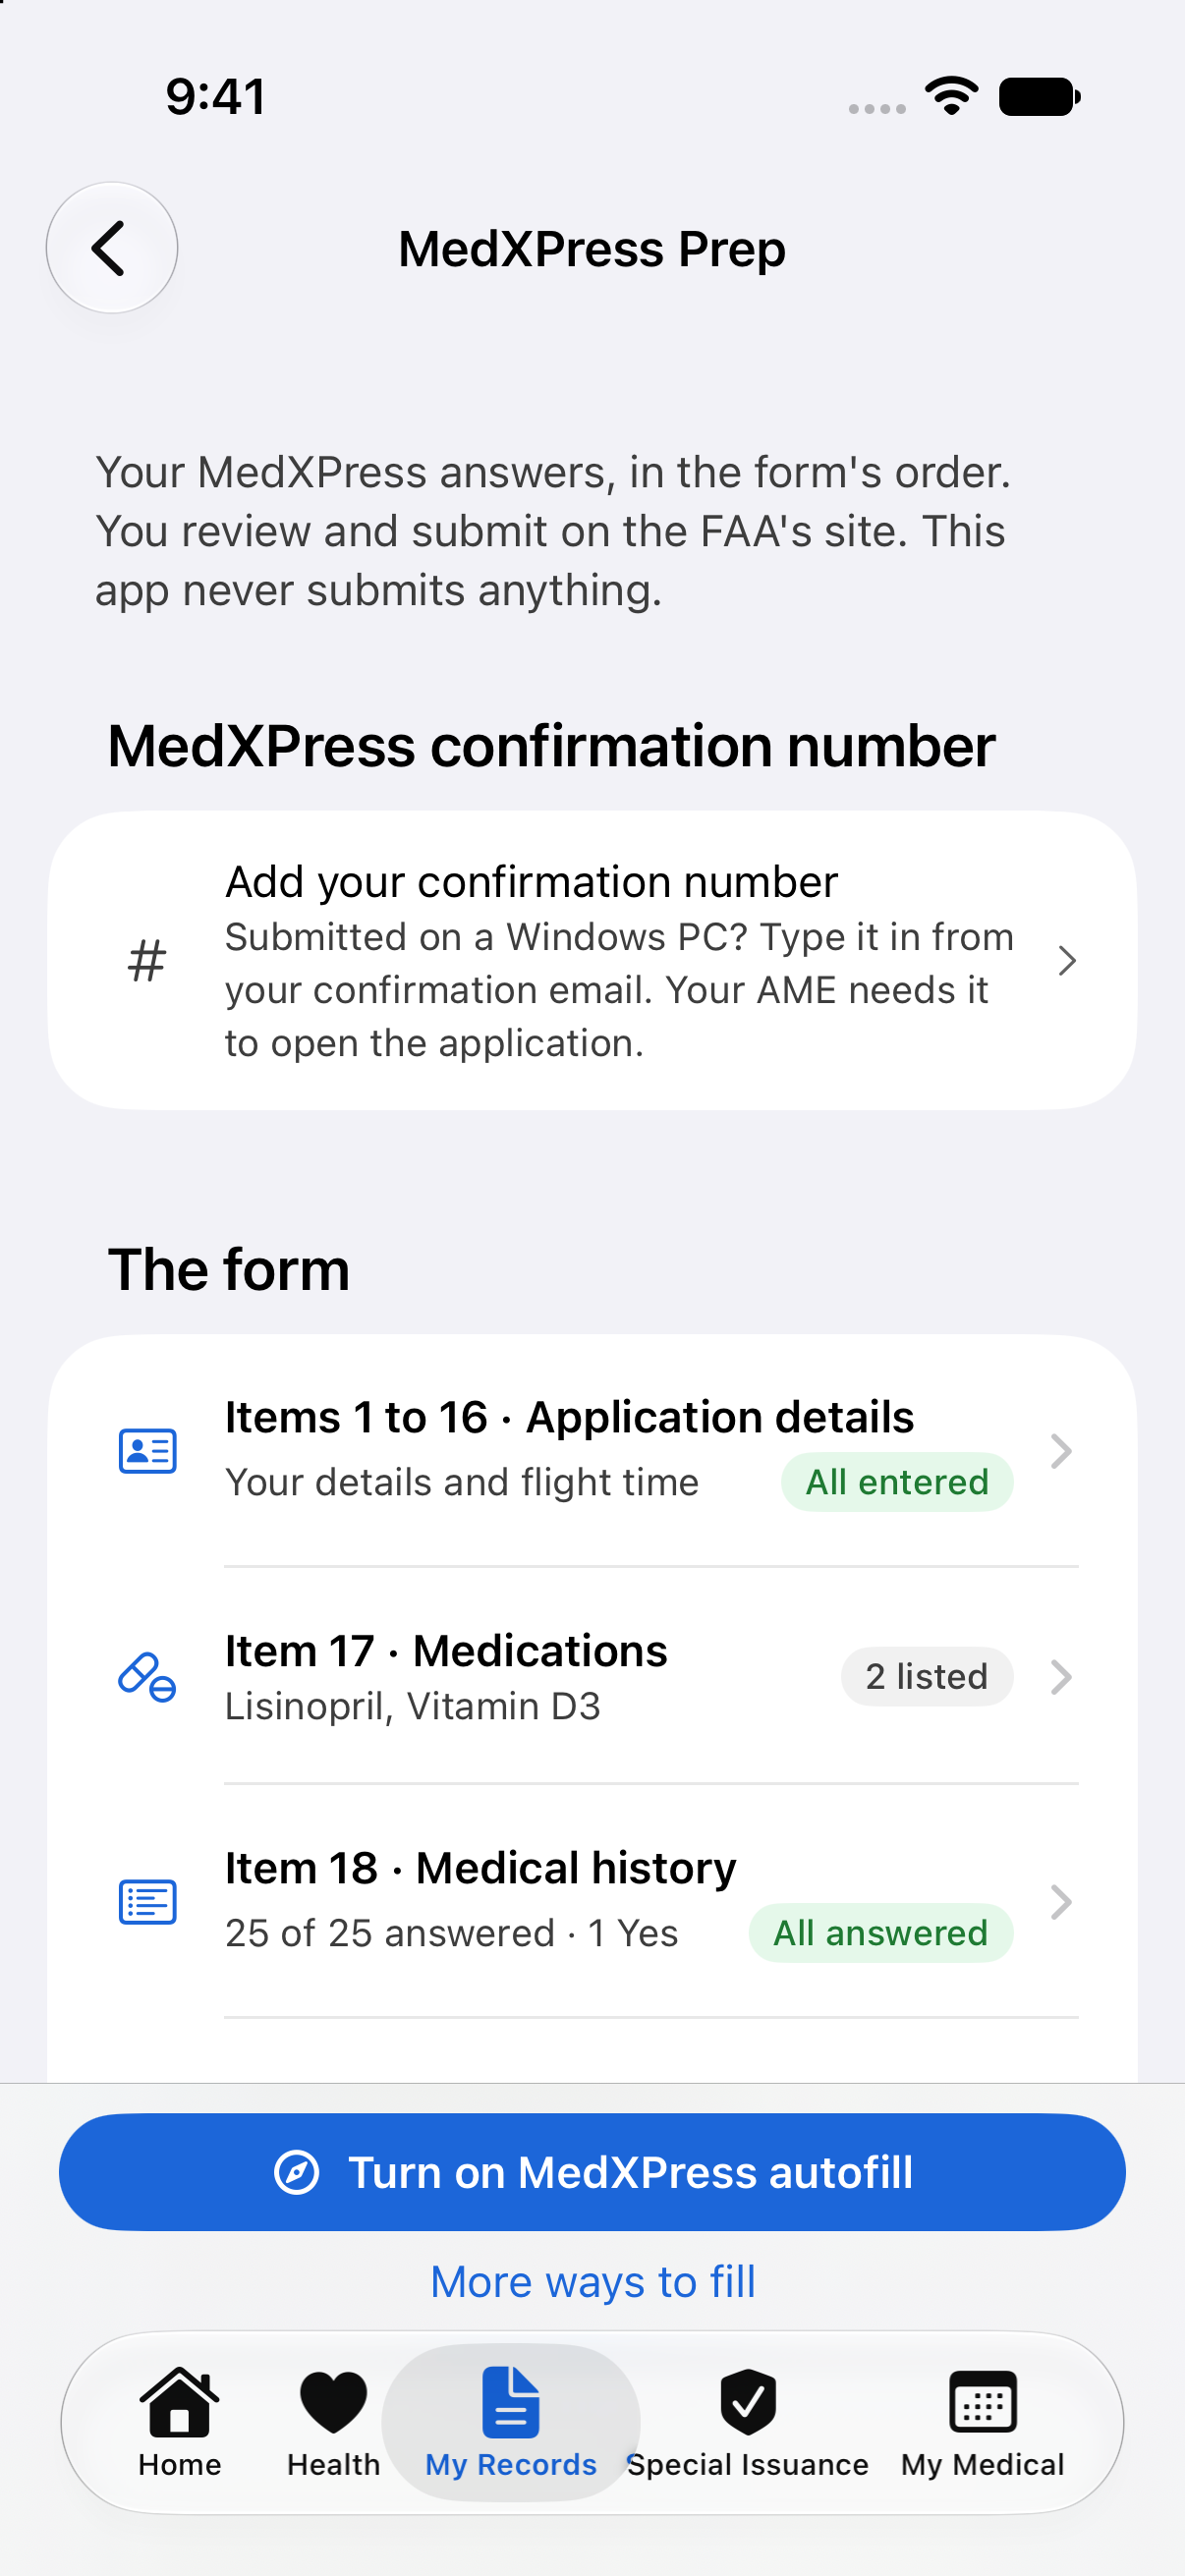 9:41
MedXPress Prep
Your MedXPress answers, in the form's order.
You review and submit on the FAA's site. This
app never submits anything.
MedXPress confirmation number
#
Add your confirmation number
Submitted on a Windows PC? Type it in from
your confirmation email. Your AME needs it
to open the application.
The form
Items 1 to 16 · Application details
Your details and flight time
All entered
Item 17 · Medications
Lisinopril, Vitamin D3
2 listed
Item 18 · Medical history
25 of 25 answered · 1 Yes
All answered
Turn on MedXPress autofill
More ways to fill
Home
Health
My Records
Special Issuance
My Medical